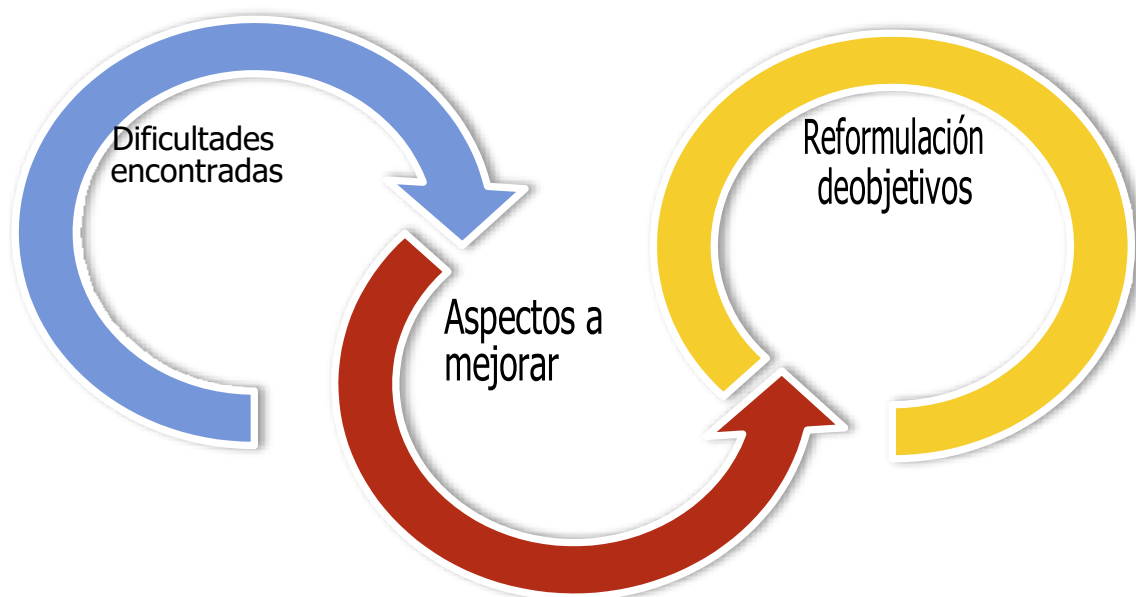 Dificultades
encontradas
Aspectos a
mejorar
Reformulación
deobjetivos